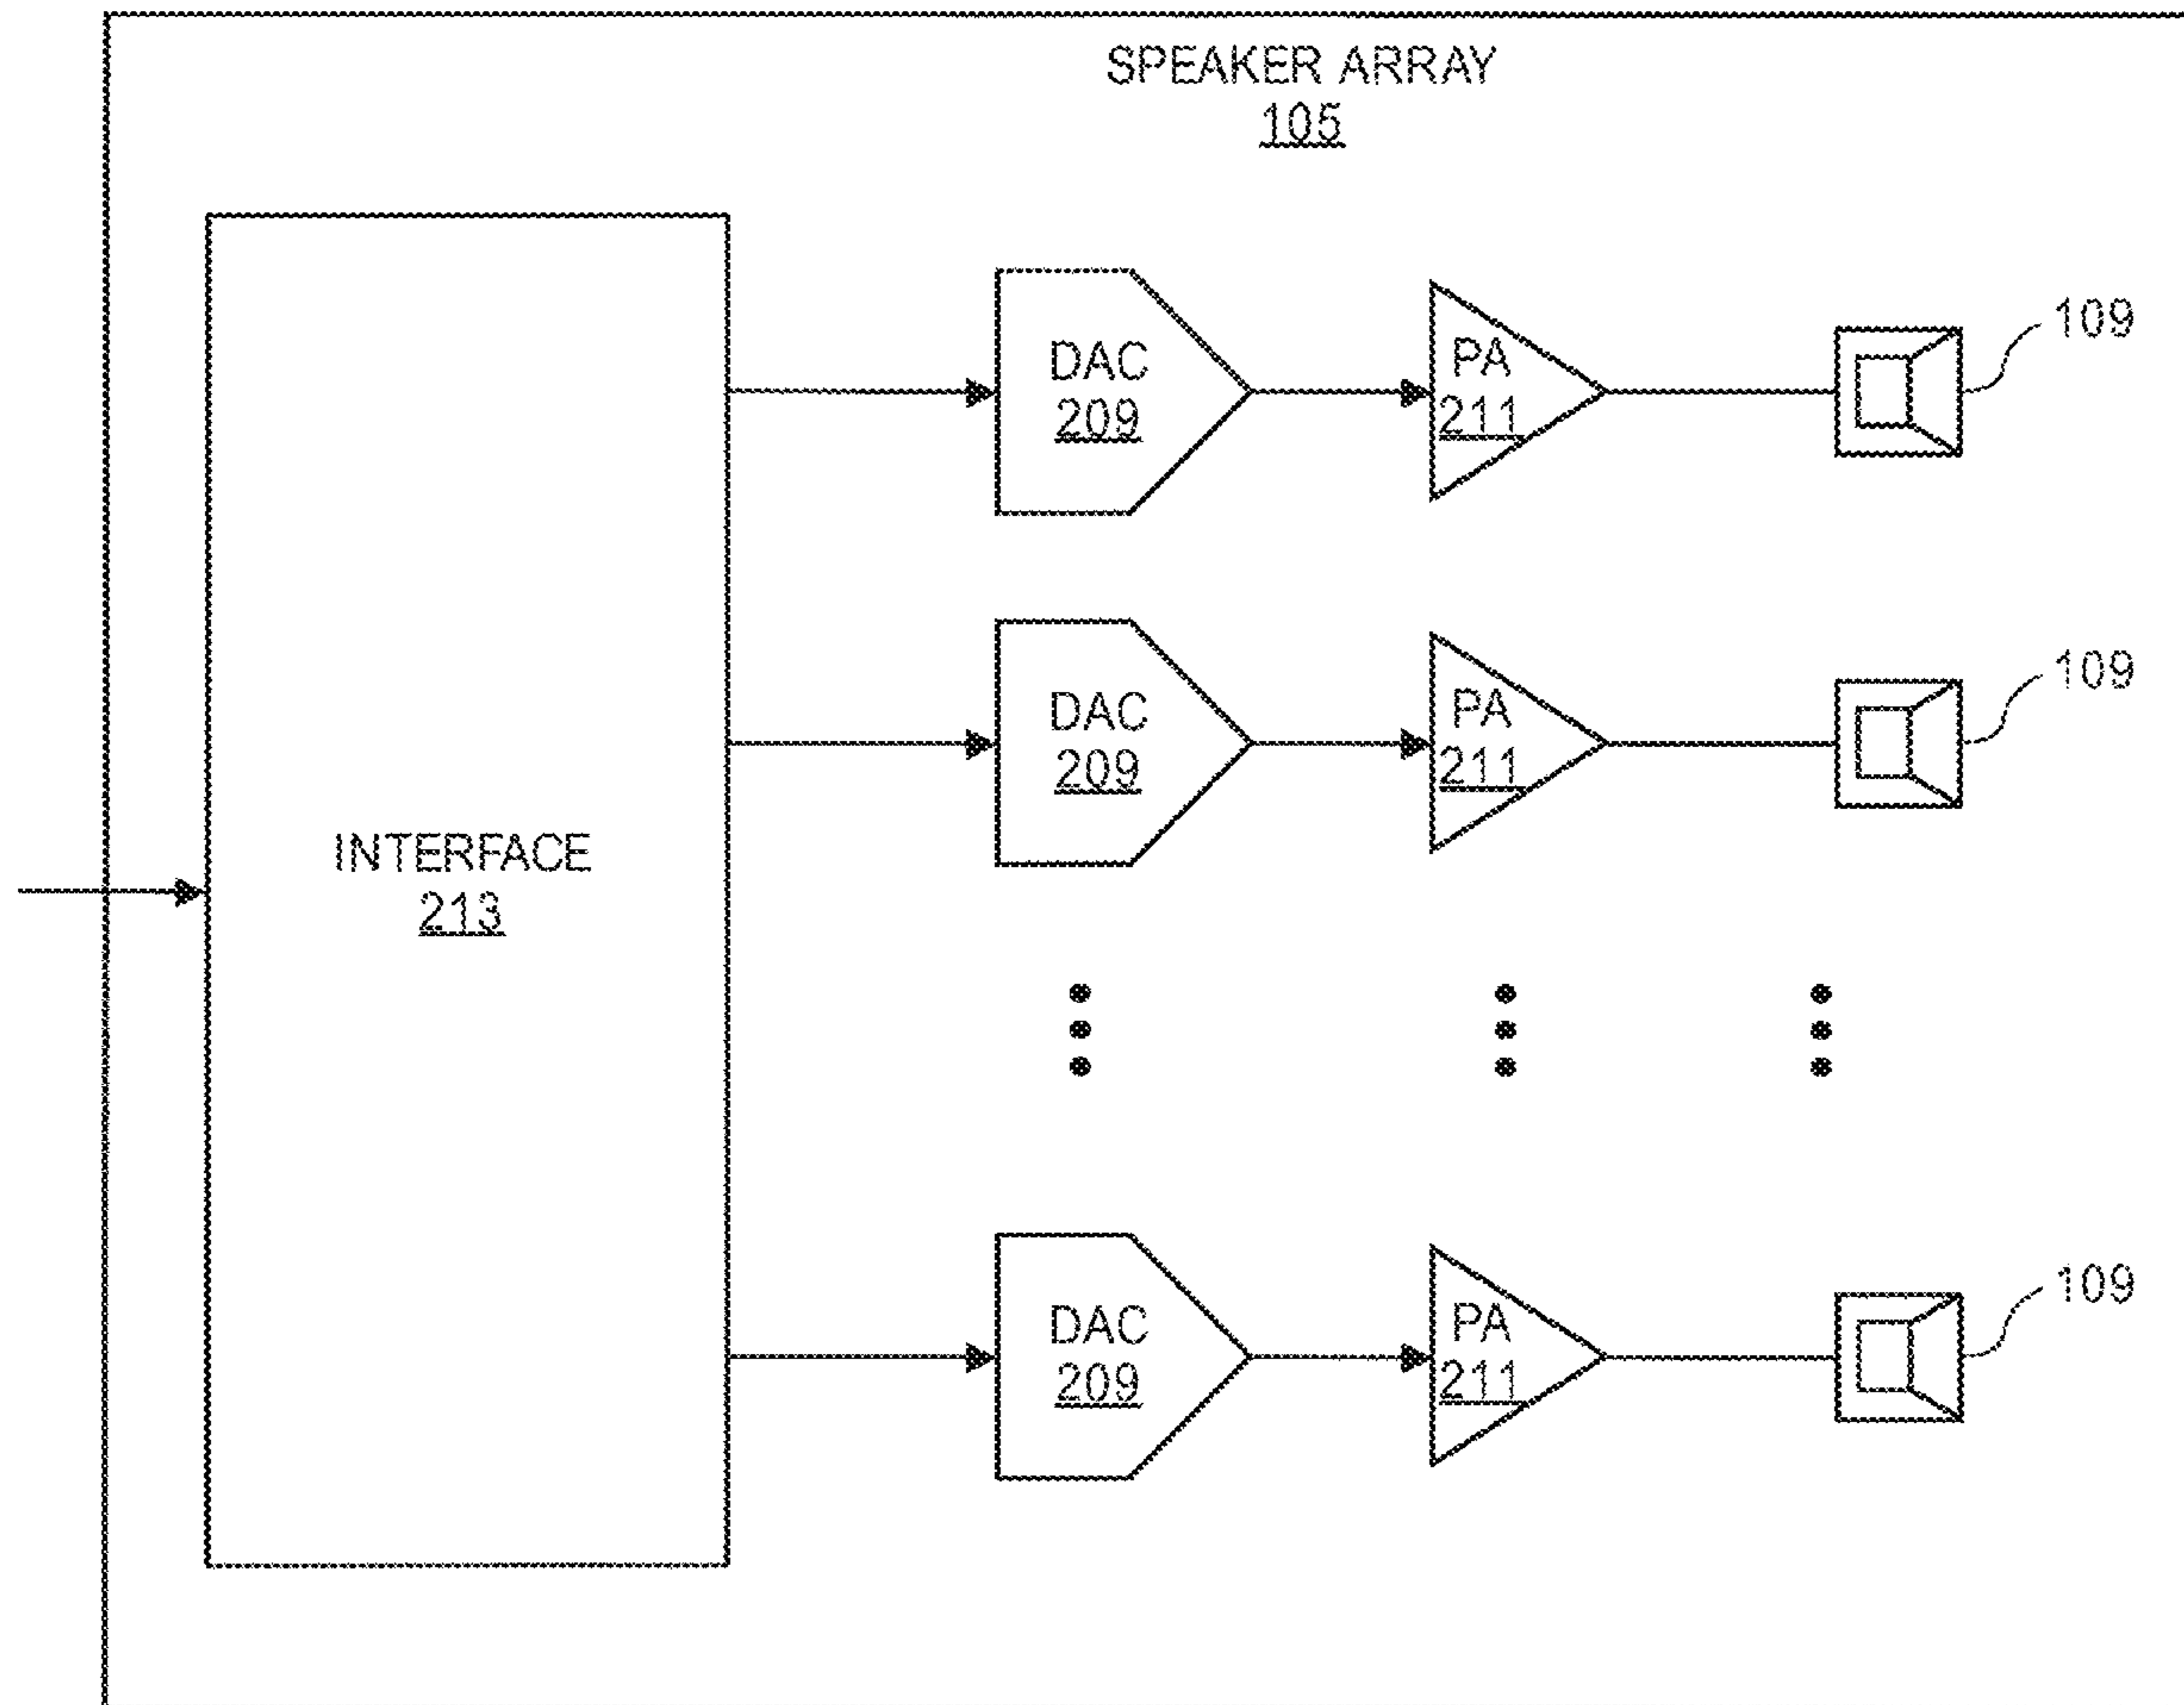 SPEAKER ARRAY
105
DAC
209
PA
211
109
DAC
209
PA
211
109
INTERFACE
213
DAC
209
PA
211
109